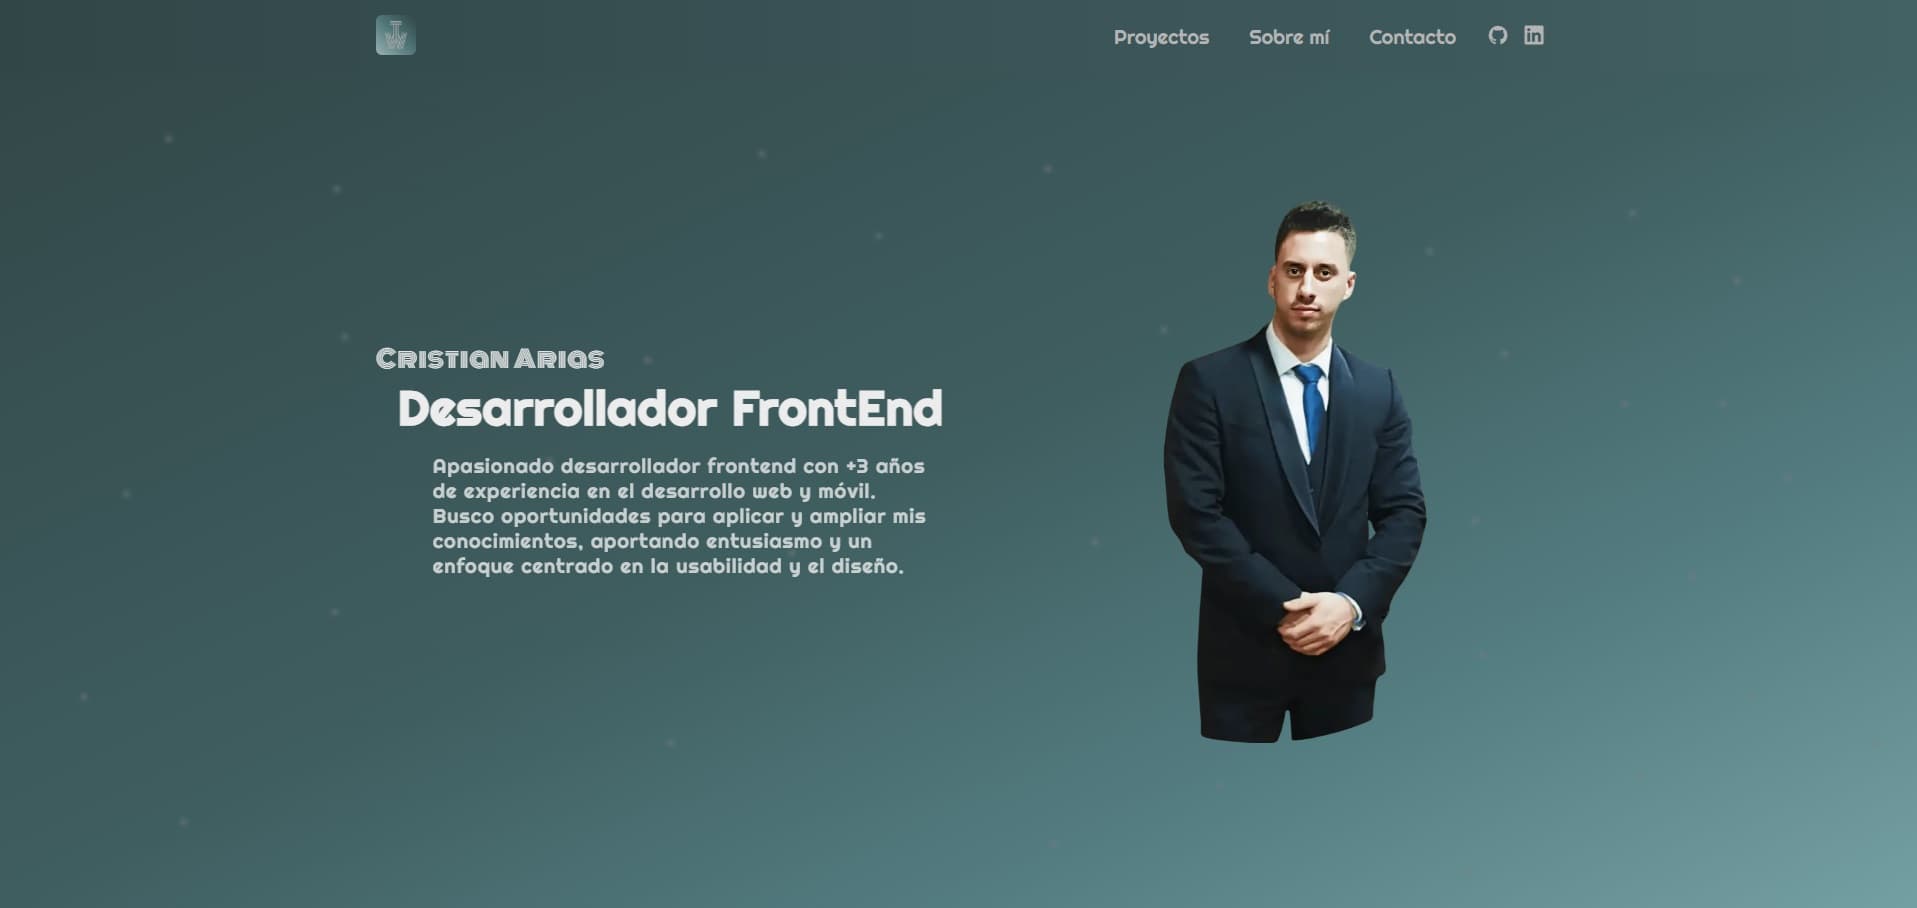 Proyectos
Sobre mí
Contacto
in
Cristian Arias
Desarrollador FrontEnd
Apasionado desarrollador frontend con +3 años
de experiencia en el desarrollo web y móvil.
Busco oportunidades para aplicar y ampliar mis
conocimientos, aportando entusiasmo y un
enfoque centrado en la usabilidad y el diseño.